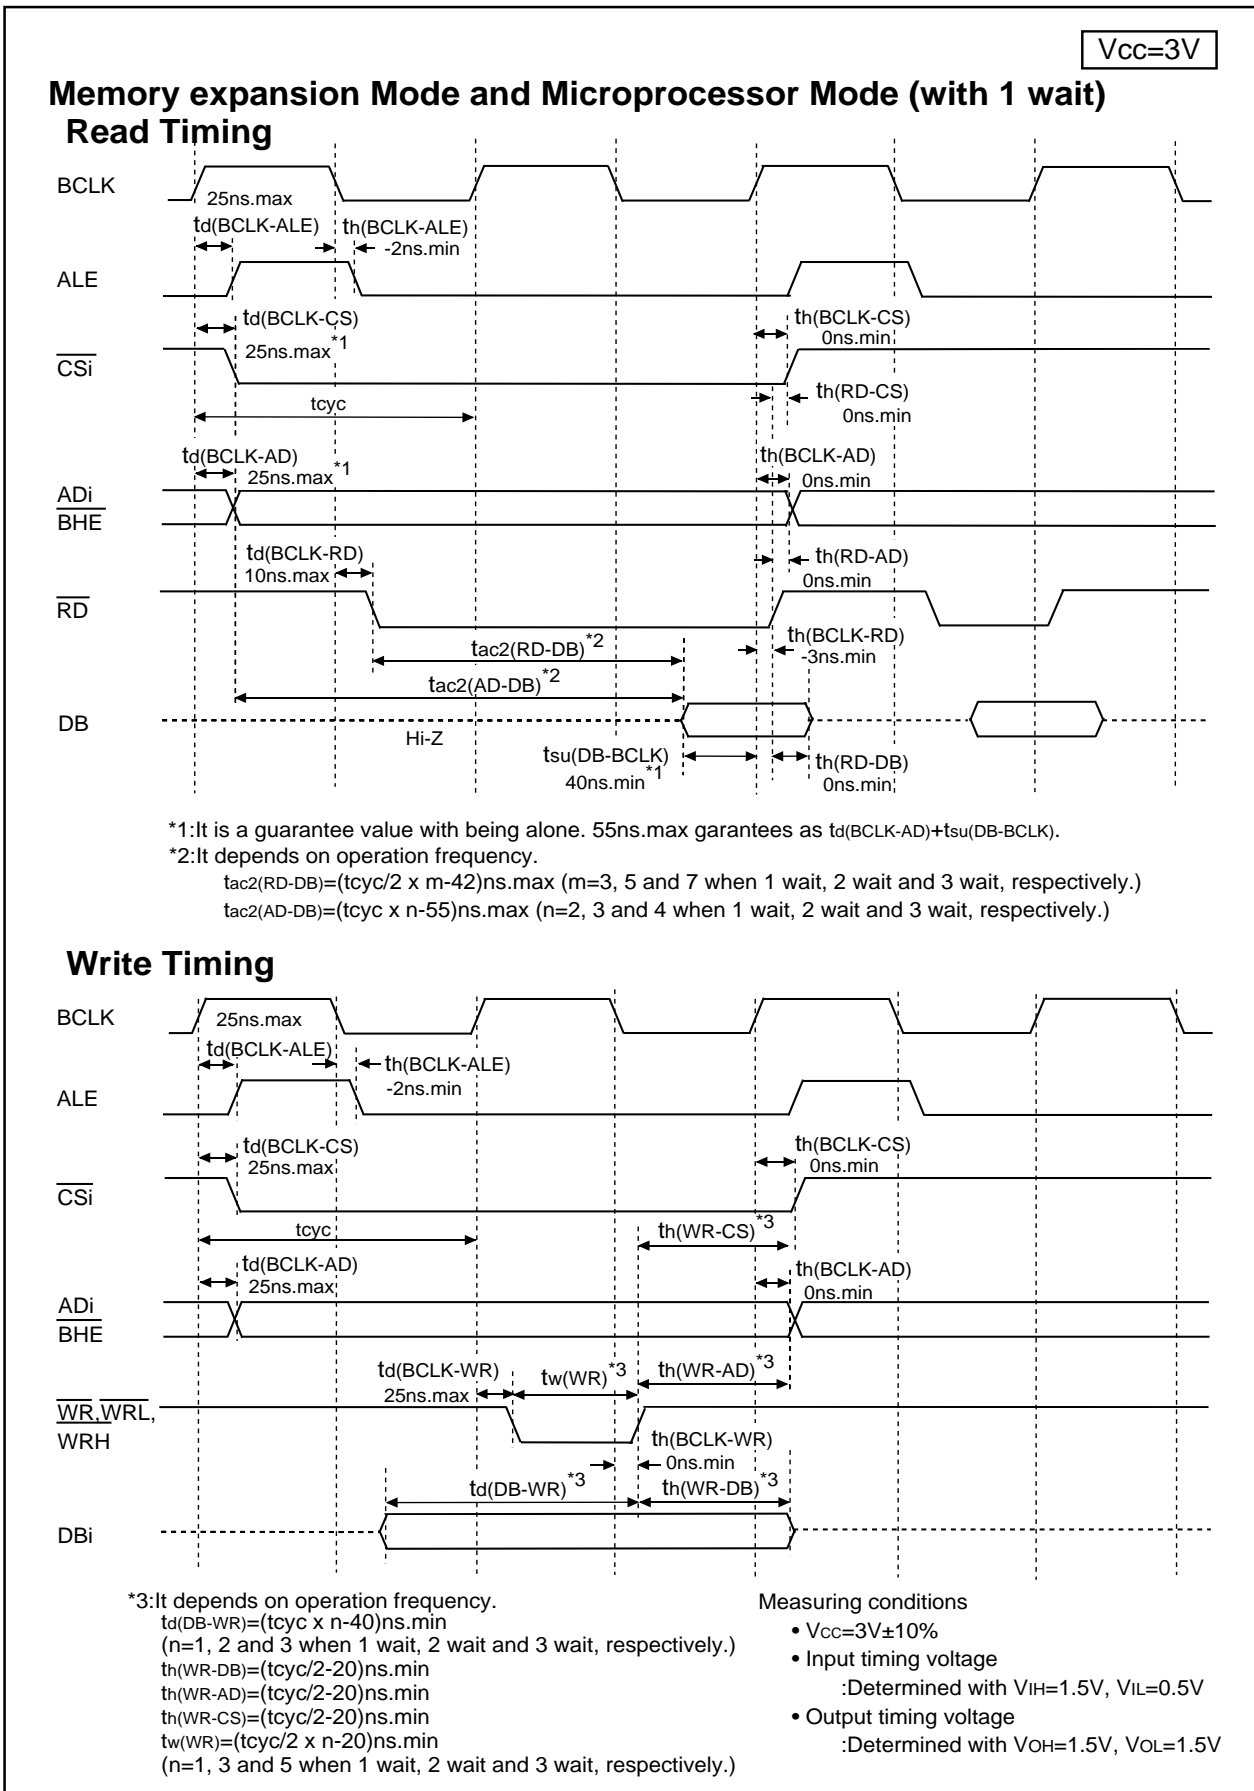 Vcc=3V
Memory expansion Mode and Microprocessor Mode (with 1 wait)
Read Timing
BCLK
25ns.max
td(BCLK-ALE)
th(BCLK-ALE)
-2ns.min
ALE
td(BCLK-CS)
25ns.max*1
th(BCLK-CS)
0ns.min
CSi
tcyc
th(RD-CS)
0ns.min
td(BCLK-AD)
25ns.max*1
th(BCLK-AD)
0ns.min
ADi
BHE
td(BCLK-RD)
10ns.max
th(RD-AD)
0ns.min
RD
tac2(RD-DB)*2
th(BCLK-RD)
-3ns.min
tac2(AD-DB)*2
DB
Hi-Z
tsu(DB-BCLK)
40ns.min*1
th(RD-DB)
0ns.min
*1:It is a guarantee value with being alone. 55ns.max garantees as td(BCLK-AD)+tsu(DB-BCLK).
*2:It depends on operation frequency.
tac2(RD-DB)=(tcyc/2 x m-42)ns.max (m=3, 5 and 7 when 1 wait, 2 wait and 3 wait, respectively.)
tac2(AD-DB)=(tcyc x n-55)ns.max (n=2, 3 and 4 when 1 wait, 2 wait and 3 wait, respectively.)
Write Timing
BCLK
25ns.max
td(BCLK-ALE)
th(BCLK-ALE)
-2ns.min
ALE
td(BCLK-CS)
25ns.max
th(BCLK-CS)
0ns.min
CSi
tcyc
th(WR-CS)*3
td(BCLK-AD)
25ns.max
th(BCLK-AD)
0ns.min
ADi
BHE
td(BCLK-WR)
25ns.max
tw(WR)*3
th(WR-AD)*3
WR,WRL,
WRH
th(BCLK-WR)
0ns.min
td(DB-WR)*3
th(WR-DB)*3
DBi
*3:It depends on operation frequency.
td(DB-WR)=(tcyc x n-40)ns.min
(n=1, 2 and 3 when 1 wait, 2 wait and 3 wait, respectively.)
th(WR-DB)=(tcyc/2-20)ns.min
th(WR-AD)=(tcyc/2-20)ns.min
th(WR-CS)=(tcyc/2-20)ns.min
tw(WR)=(tcyc/2 x n-20)ns.min
(n=1, 3 and 5 when 1 wait, 2 wait and 3 wait, respectively.)
Measuring conditions
• VCC=3V±10%
• Input timing voltage
:Determined with VIH=1.5V, VIL=0.5V
• Output timing voltage
:Determined with VOH=1.5V, VOL=1.5V